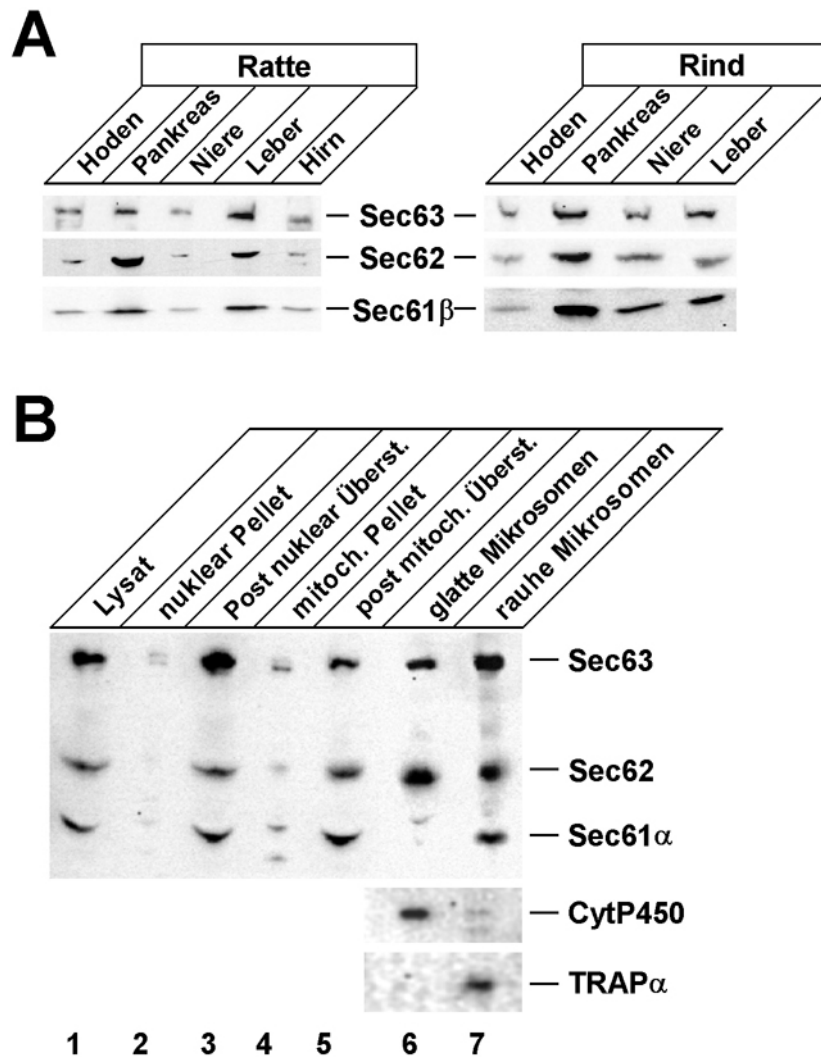 A
Ratte
Rind
Hoden
Pankreas
Niere
Leber
Hirn
Hoden
Pankreas
Niere
Leber
Sec63
Sec62
Sec61β
B
Lysat
nuklear Pellet
Post nuklear Überst.
mitoch. Pellet
post mitoch. Überst.
glatte Mikrosomen
rauhe Mikrosomen
Sec63
Sec62
Sec61α
CytP450
TRAPα
1 2 3 4 5 6 7